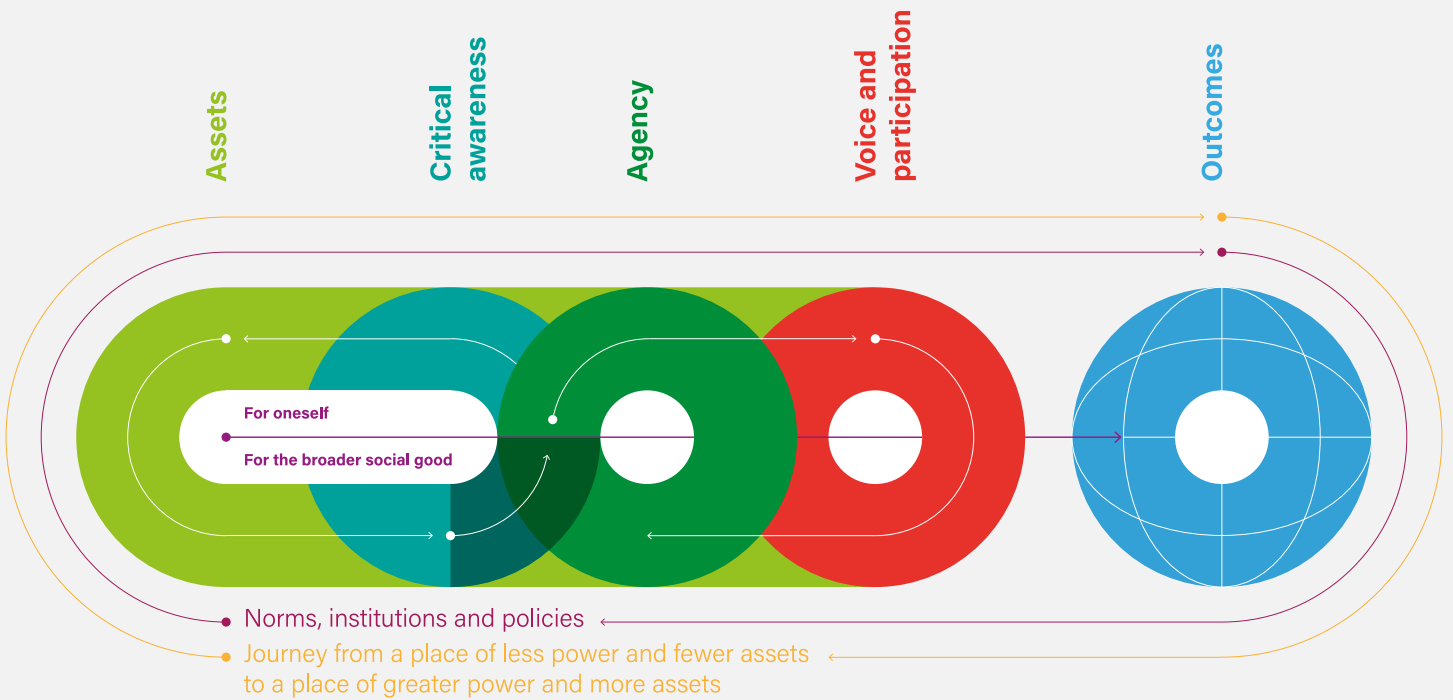 Assets
Critical
awareness
Agency
Voice and
participation
Outcomes
For oneself
For the broader social good
Norms, institutions and policies
Journey from a place of less power and fewer assets
to a place of greater power and more assets